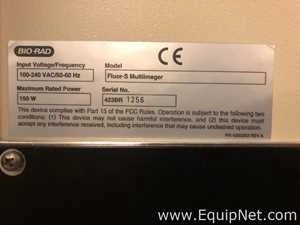 BIO-RAD
CE
Input Voltage/Frequency
Model
100-240 VAC/50-60 Hz
Fluor-S MultiImager
Maximum Rated Power
Serial No.
150 W
423BR 1256
This device complies with Part 15 of the FCC Rules. Operation is subject to the following two
conditions: (1) This device may not cause harmful interference, and (2) this device must
accept any interference received, including interference that may cause undesired operation.
www.EquipNet.com